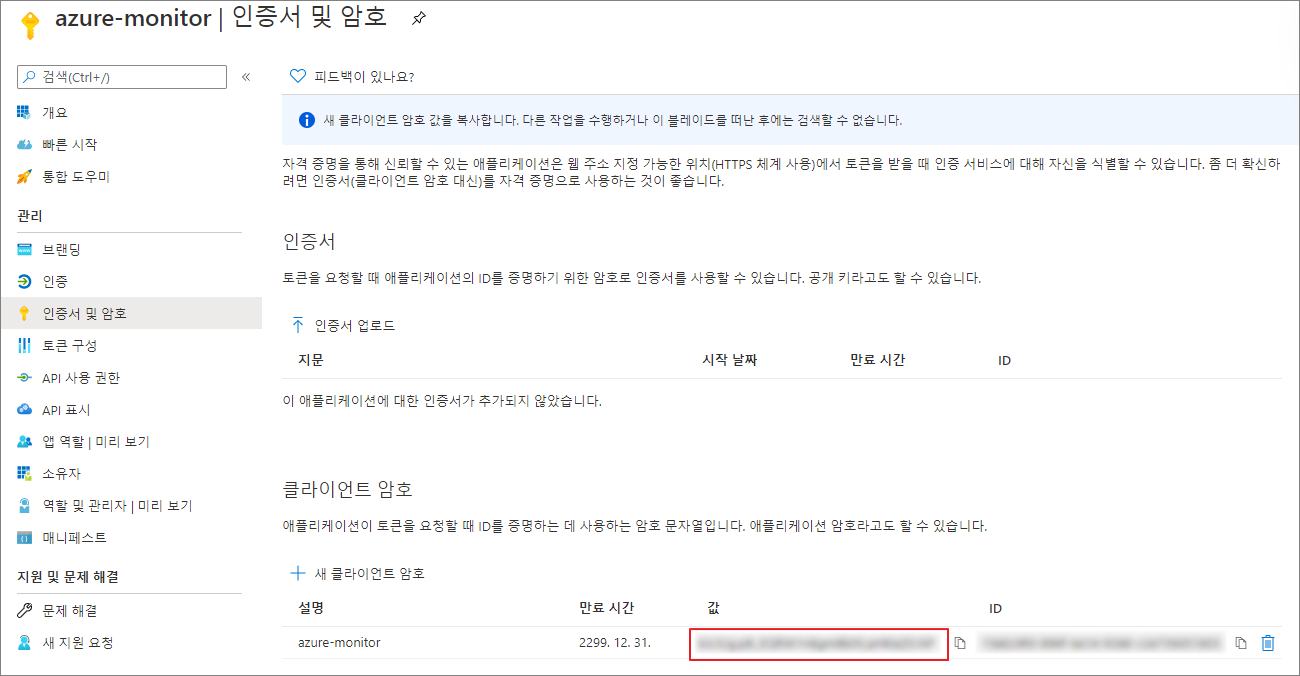 azure-monitor | 인증서 및 암호
검색(Ctrl+/)
«
개요
빠른 시작
통합 도우미
관리
브랜딩
인증
인증서 및 암호
토큰 구성
API 사용 권한
API 표시
앱 역할 | 미리 보기
소유자
역할 및 관리자 | 미리 보기
매니페스트
지원 및 문제 해결
문제 해결
새 지원 요청
피드백이 있나요?
새 클라이언트 암호 값을 복사합니다. 다른 작업을 수행하거나 이 블레이드를 떠난 후에는 검색할 수 없습니다.
자격 증명을 통해 신뢰할 수 있는 애플리케이션은 웹 주소 지정 가능한 위치(HTTPS 체계 사용)에서 토큰을 받을 때 인증 서비스에 대해 자신을 식별할 수 있습니다. 좀 더 확신하
려면 인증서(클라이언트 암호 대신)를 자격 증명으로 사용하는 것이 좋습니다.
인증서
토큰을 요청할 때 애플리케이션의 ID를 증명하기 위한 암호로 인증서를 사용할 수 있습니다. 공개 키라고도 할 수 있습니다.
인증서 업로드
지문 시작 날짜 만료 시간 ID
이 애플리케이션에 대한 인증서가 추가되지 않았습니다.
클라이언트 암호
애플리케이션이 토큰을 요청할 때 ID를 증명하는 데 사용하는 암호 문자열입니다. 애플리케이션 암호라고도 할 수 있습니다.
새 클라이언트 암호
설명 만료 시간 값 ID
azure-monitor 2299. 12. 31.